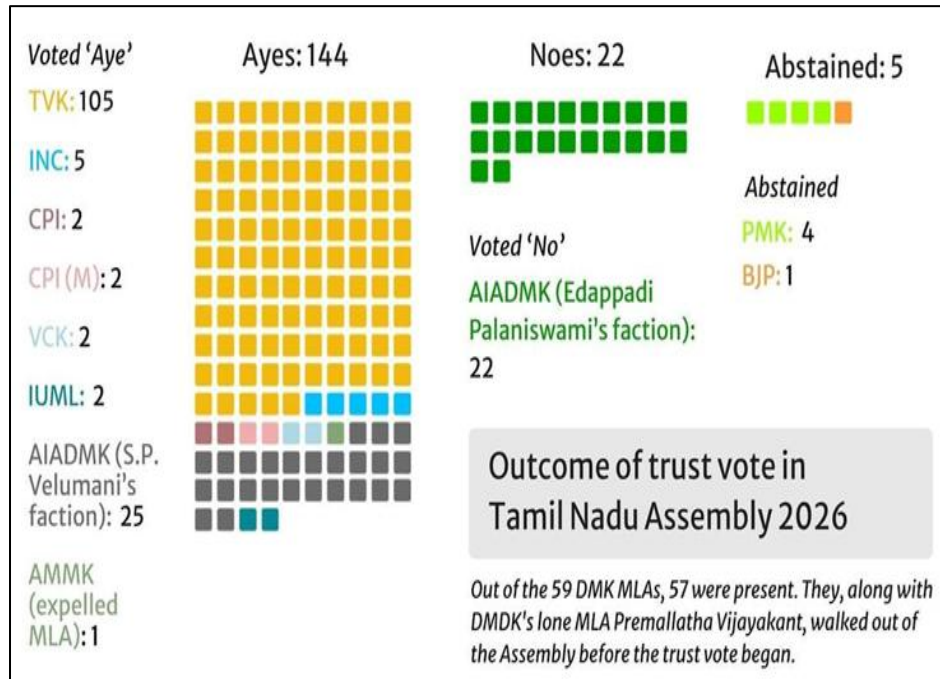 Voted ‘Aye’
TVK: 105
INC: 5
CPI: 2
CPI (M): 2
VCK: 2
IUML: 2
AIADMK (S.P.
Velumani's
faction): 25
AMMK
(expelled
MLA): 1
Ayes: 144
Noes: 22
Voted ‘No’
AIADMK (Edappadi
Palaniswami's faction):
22
Abstained: 5
Abstained
PMK: 4
BJP: 1
Outcome of trust vote in
Tamil Nadu Assembly 2026
Out of the 59 DMK MLAs, 57 were present. They, along with
DMDK's lone MLA Premallatha Vijayakant, walked out of
the Assembly before the trust vote began.